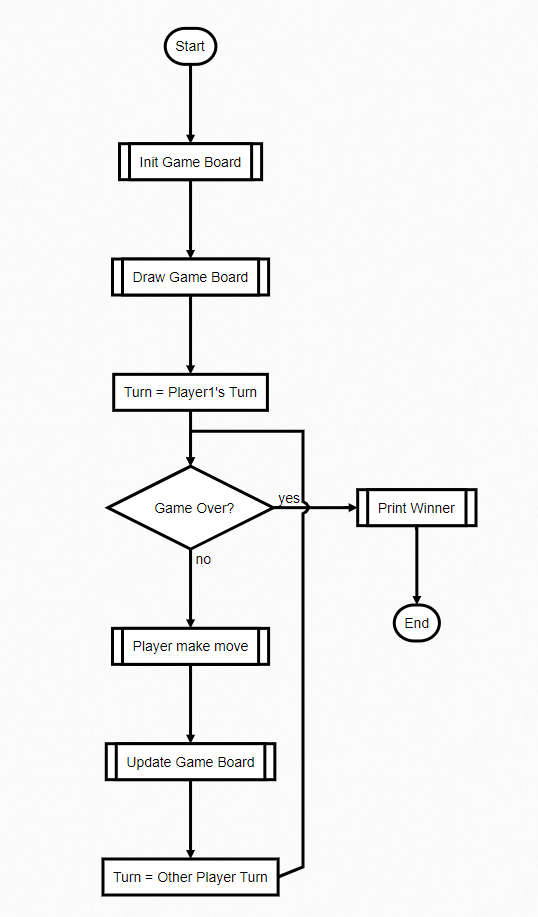 Start
Init Game Board
Draw Game Board
Turn = Player1's Turn
Game Over?
yes
Print Winner
no
End
Player make move
Update Game Board
Turn = Other Player Turn